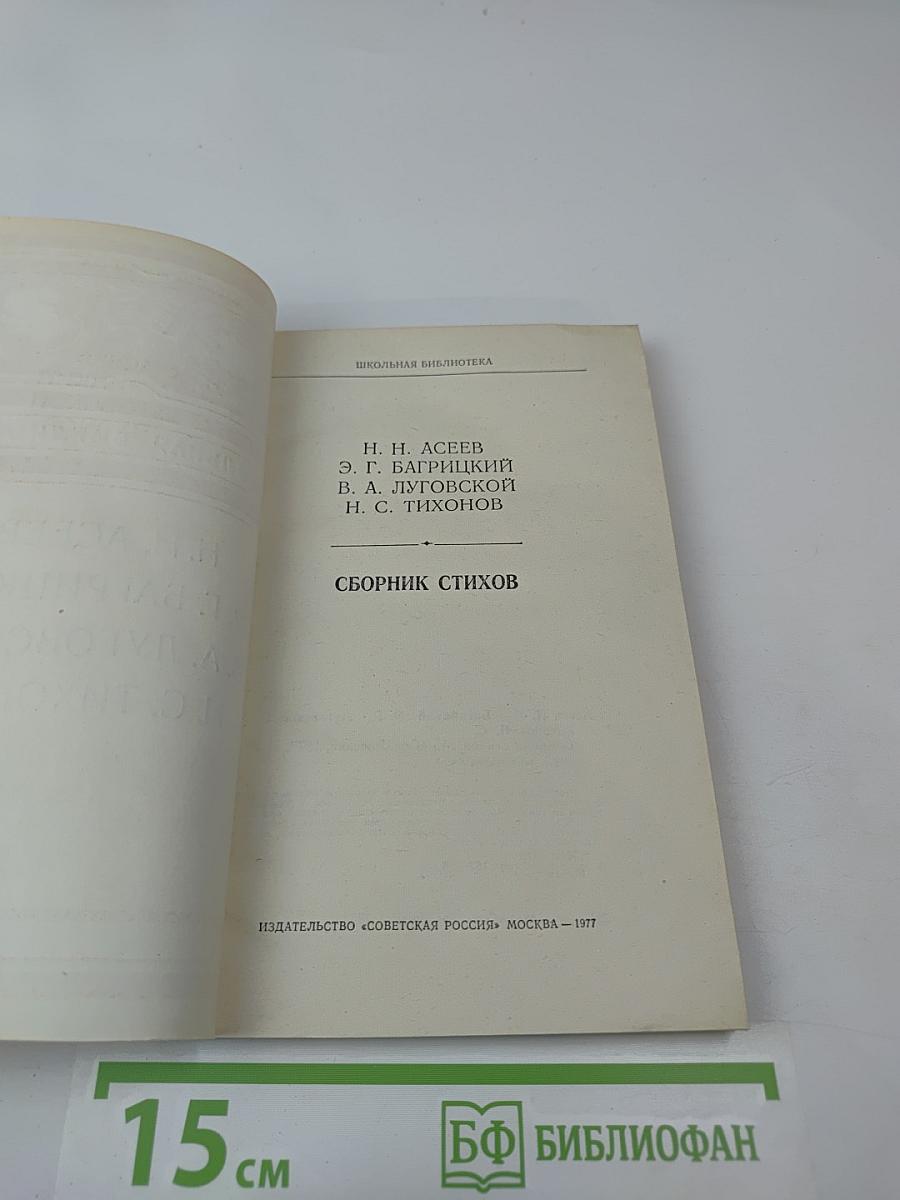 ШКОЛЬНАЯ БИБЛИОТЕКА
Н. Н. АСЕЕВ
Э. Г. БАГРИЦКИЙ
В. А. ЛУГОВСКОЙ
Н. С. ТИХОНОВ
СБОРНИК СТИХОВ
ИЗДАТЕЛЬСТВО «СОВЕТСКАЯ РОССИЯ» МОСКВА — 1977
15 см
БФ БИБЛИОФАН